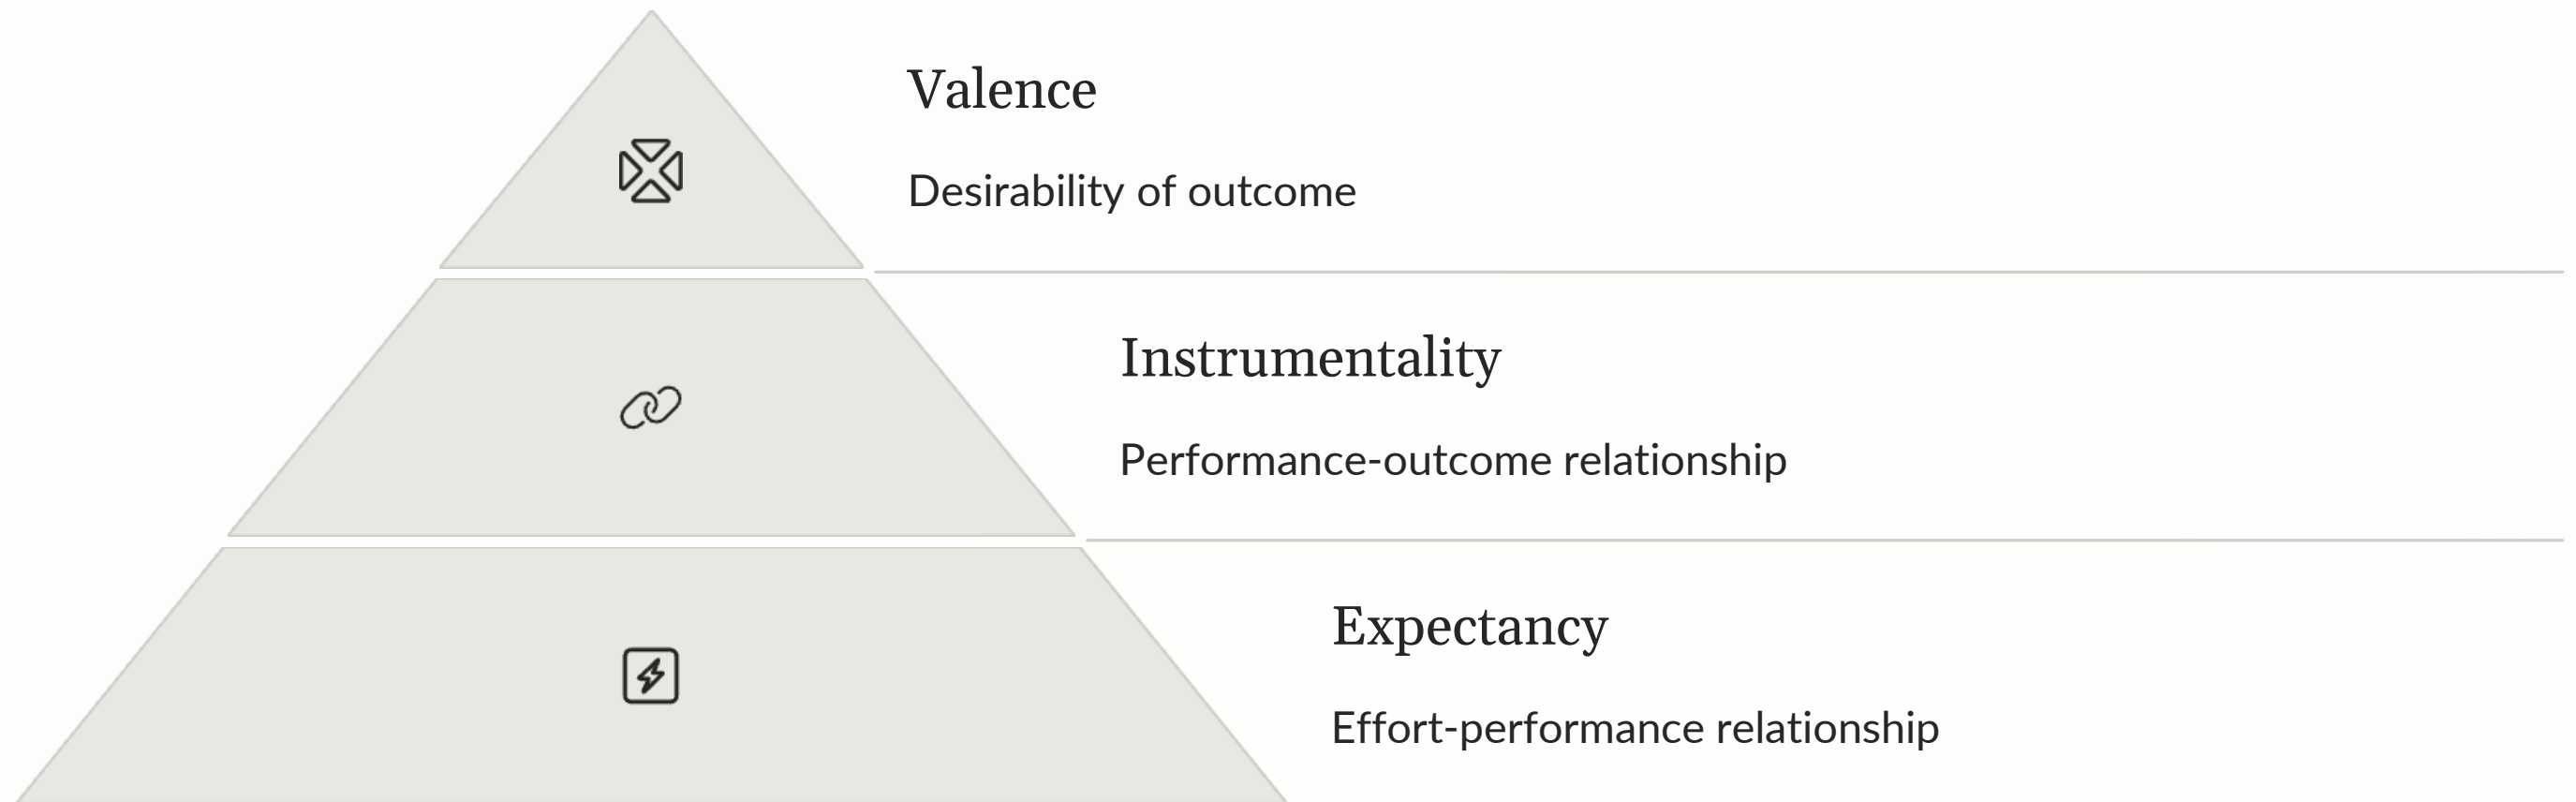 Valence
Desirability of outcome
Instrumentality
Performance-outcome relationship
Expectancy
Effort-performance relationship